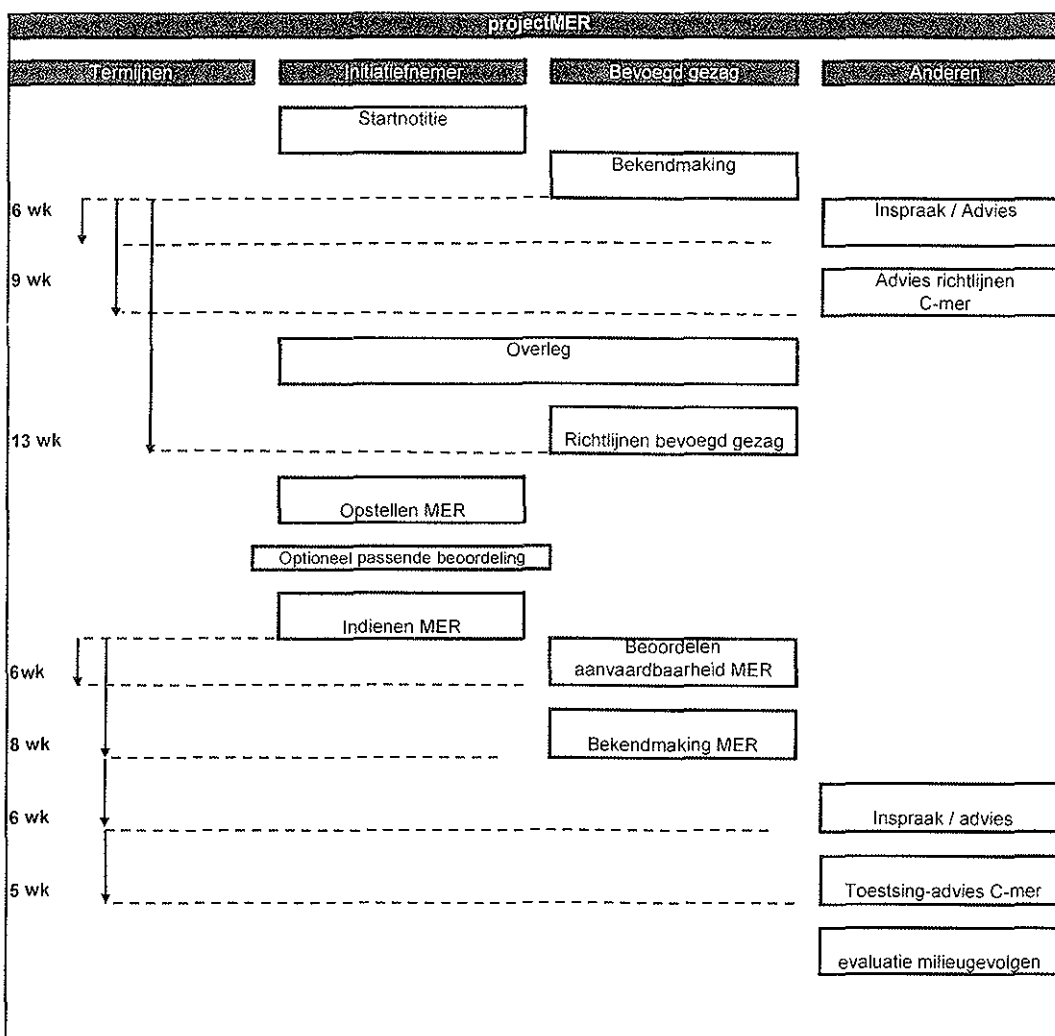 projectMER
Termijnen Initiatiefnemer Bevoegd gezag Anderen
Startnotitie
Bekendmaking
6 wk
Inspraak / Advies
9 wk
Advies richtlijnen
C-mer
Overleg
13 wk
Richtlijnen bevoegd gezag
Opstellen MER
Optioneel passende beoordeling
Indienen MER
6wk
Beoordelen
aanvaardbaarheid MER
8 wk
Bekendmaking MER
6 wk
Inspraak / advies
5 wk
Toestsing-advies C-mer
evaluatie milieugevolgen